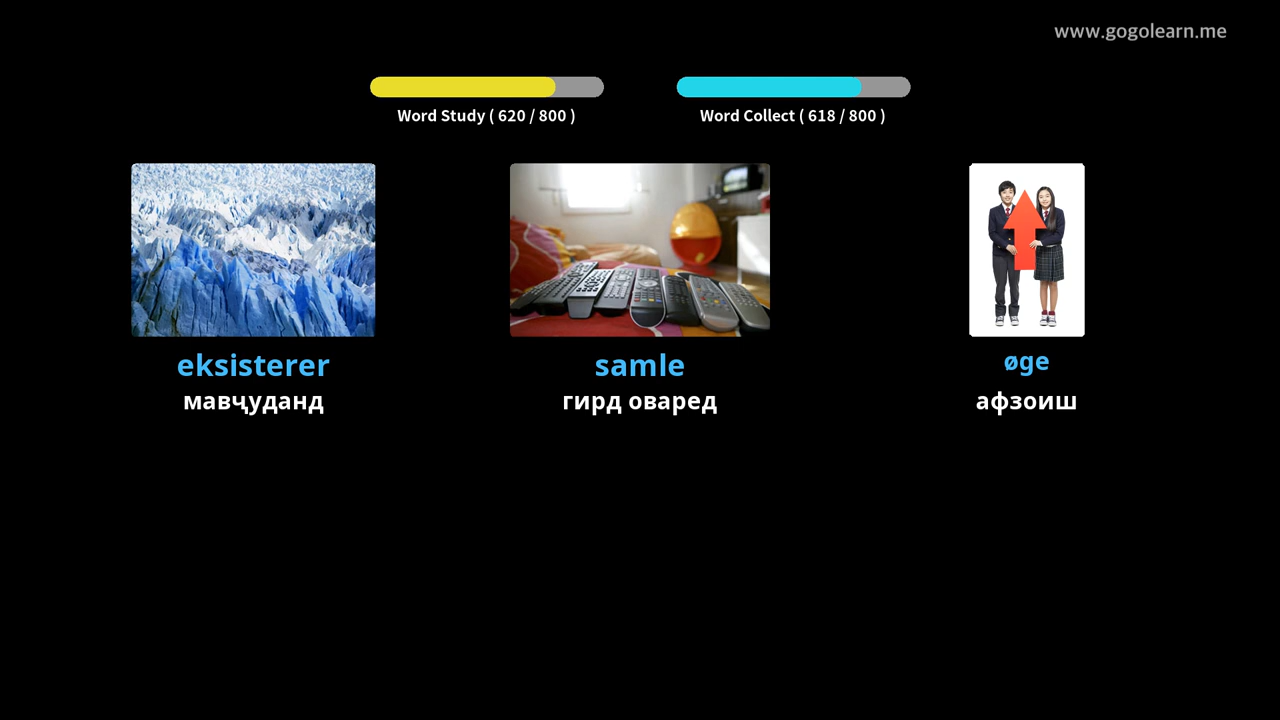 www.gogolearn.me
Word Study ( 620 / 800 )
Word Collect ( 618 / 800 )
eksisterer
мавҷуданд
samle
гирд оваред
øge
афзоиш